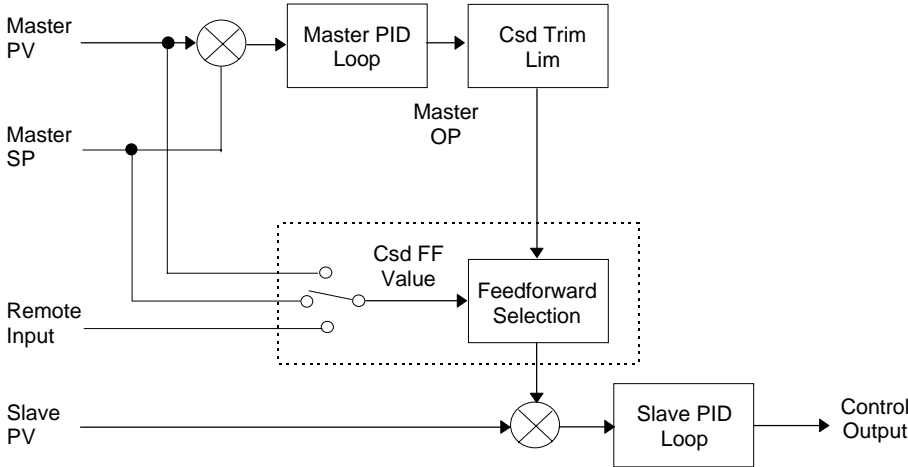 Master
PV
Master PID
Loop
Csd Trim
Lim
Master
OP
Master
SP
Csd FF
Value
Feedforward
Selection
Remote
Input
Slave
PV
Slave PID
Loop
Control
Output